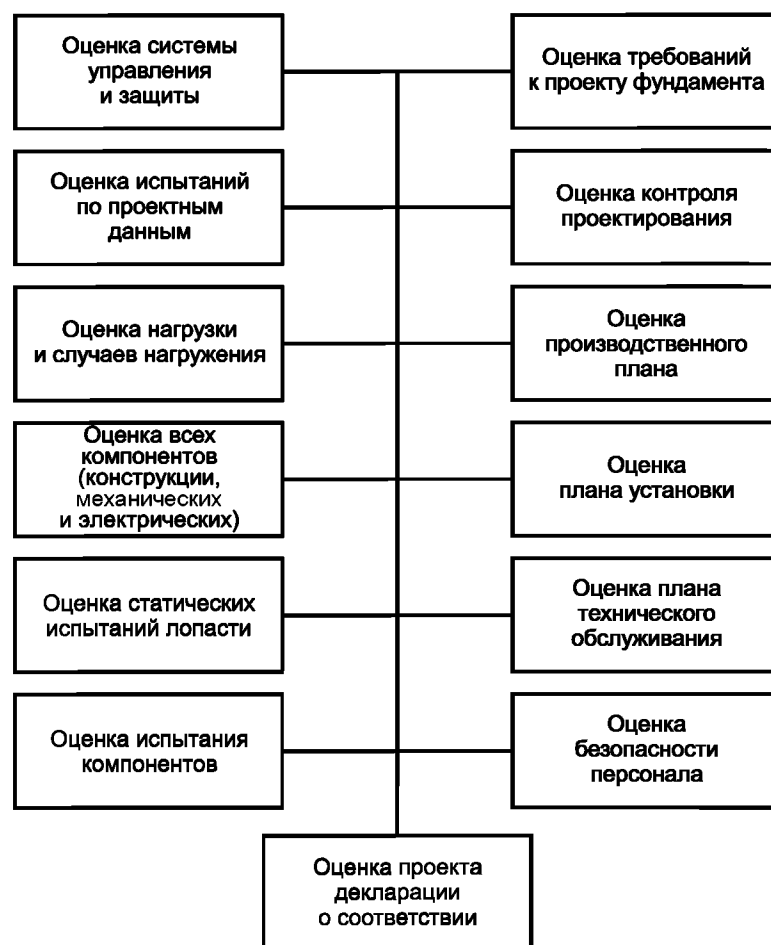 Оценка системы
управления
и защиты
Оценка требований
к проекту фундамента
Оценка испытаний
по проектным
данным
Оценка контроля
проектирования
Оценка нагрузки
и случаев нагружения
Оценка
производственного
плана
Оценка всех
компонентов
(конструкции,
механических
и электрических)
Оценка
плана установки
Оценка статических
испытаний лопасти
Оценка плана
технического
обслуживания
Оценка испытания
компонентов
Оценка
безопасности
персонала
Оценка проекта
декларации
о соответствии